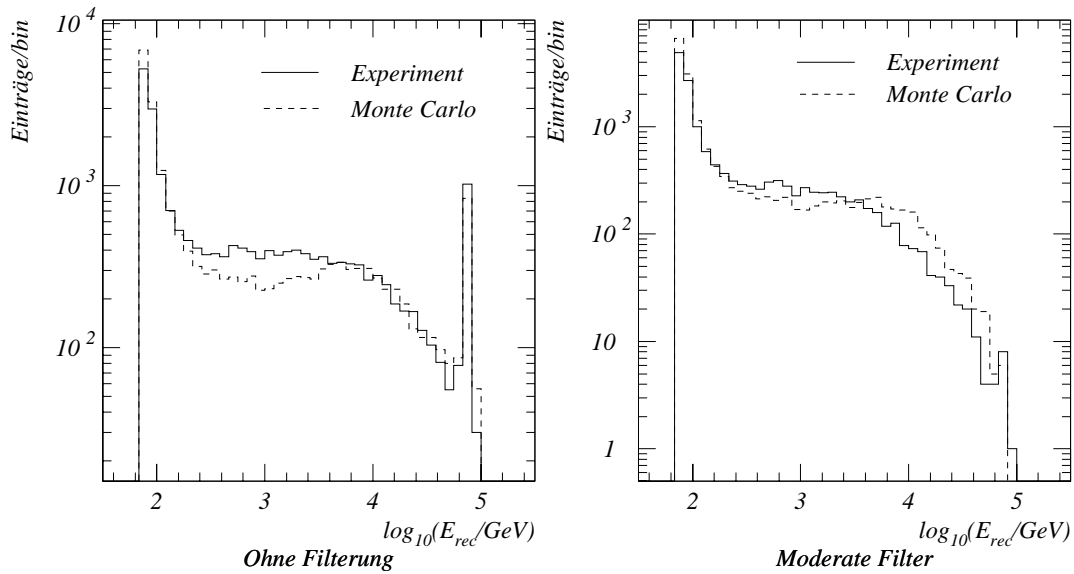 Einträge/bin
10^4
10^3
10^2
Experiment
Monte Carlo
2 3 4 5
log_10(E_rec/GeV)
Ohne Filterung
Einträge/bin
10^3
10^2
10
1
Experiment
Monte Carlo
2 3 4 5
log_10(E_rec/GeV)
Moderate Filter